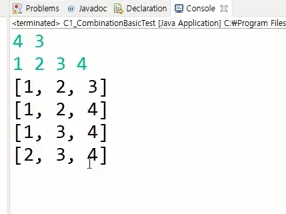 Problems @ Javadoc Declaration Console
<terminated> C1_CombinationBasicTest [Java Application] C:₩Program Files
4 3
1 2 3 4
[1, 2, 3]
[1, 2, 4]
[1, 3, 4]
[2, 3, 4]